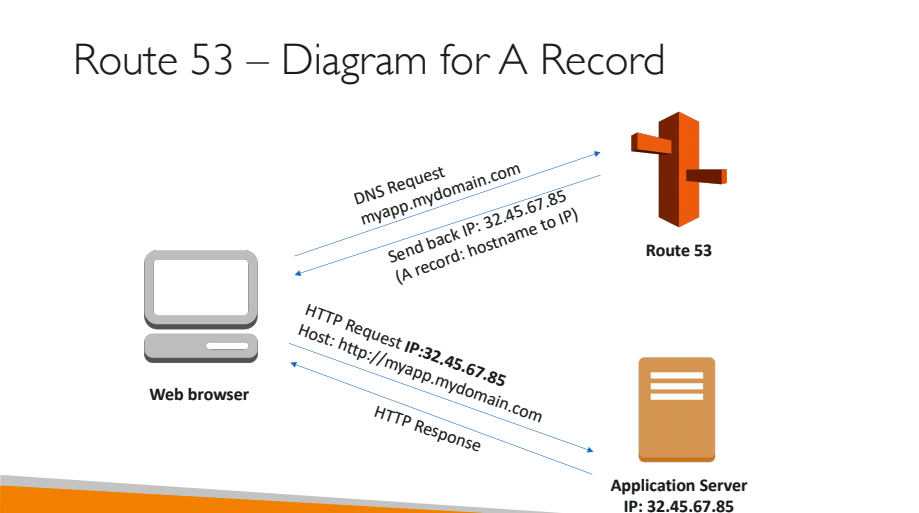 Route 53 – Diagram for A Record
DNS Request
myapp.mydomain.com
Send back IP: 32.45.67.85
(A record: hostname to IP)
Route 53
HTTP Request IP:32.45.67.85
Host: http://myapp.mydomain.com
Web browser
HTTP Response
Application Server
IP: 32.45.67.85